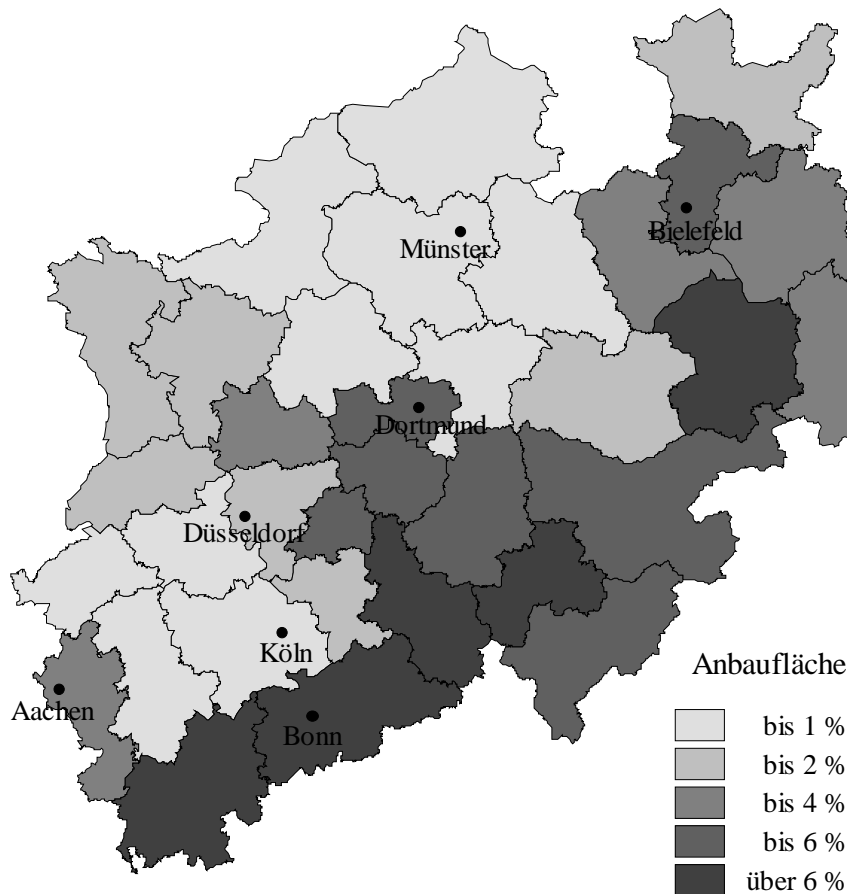 Bielefeld
Münster
Dortmund
Düsseldorf
Köln
Aachen
Bonn
Anbaufläche
bis 1 %
bis 2 %
bis 4 %
bis 6 %
über 6 %